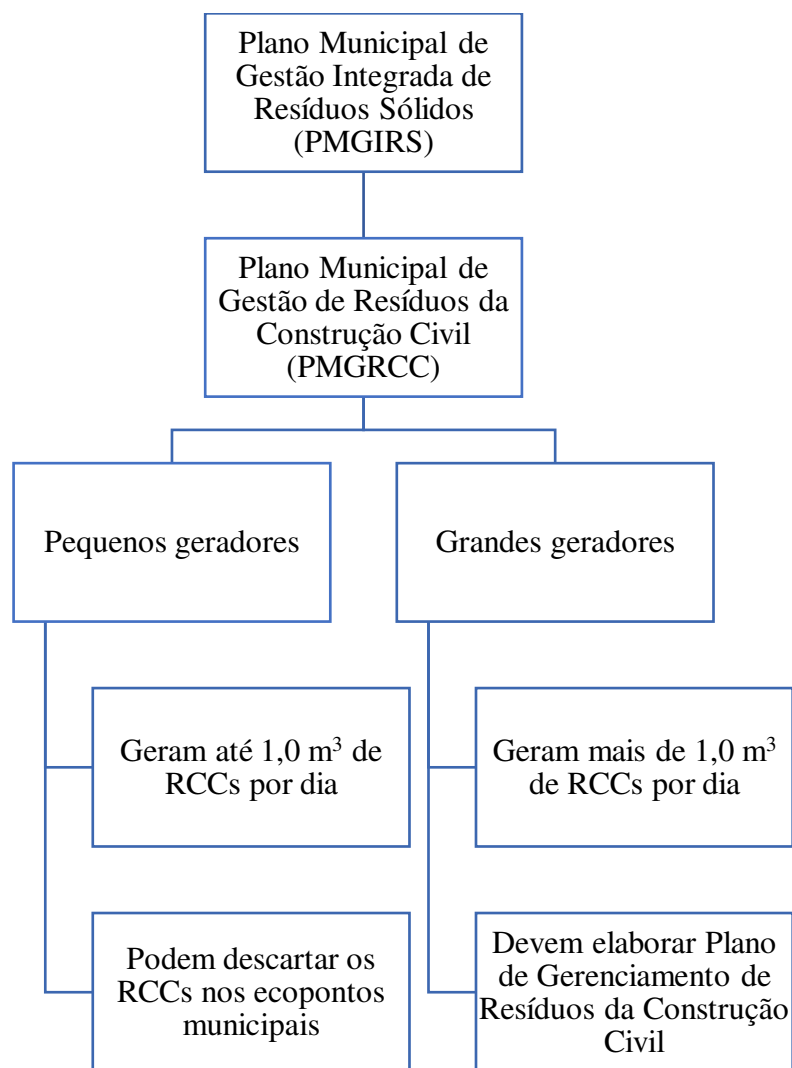 Plano Municipal de
Gestão Integrada de
Resíduos Sólidos
(PMGIRS)
Plano Municipal de
Gestão de Resíduos da
Construção Civil
(PMGRCC)
Pequenos geradores
Grandes geradores
Geram até 1,0 m³ de
RCCs por dia
Geram mais de 1,0 m³
de RCCs por dia
Podem descartar os
RCCs nos ecopontos
municipais
Devem elaborar Plano
de Gerenciamento de
Resíduos da Construção
Civil